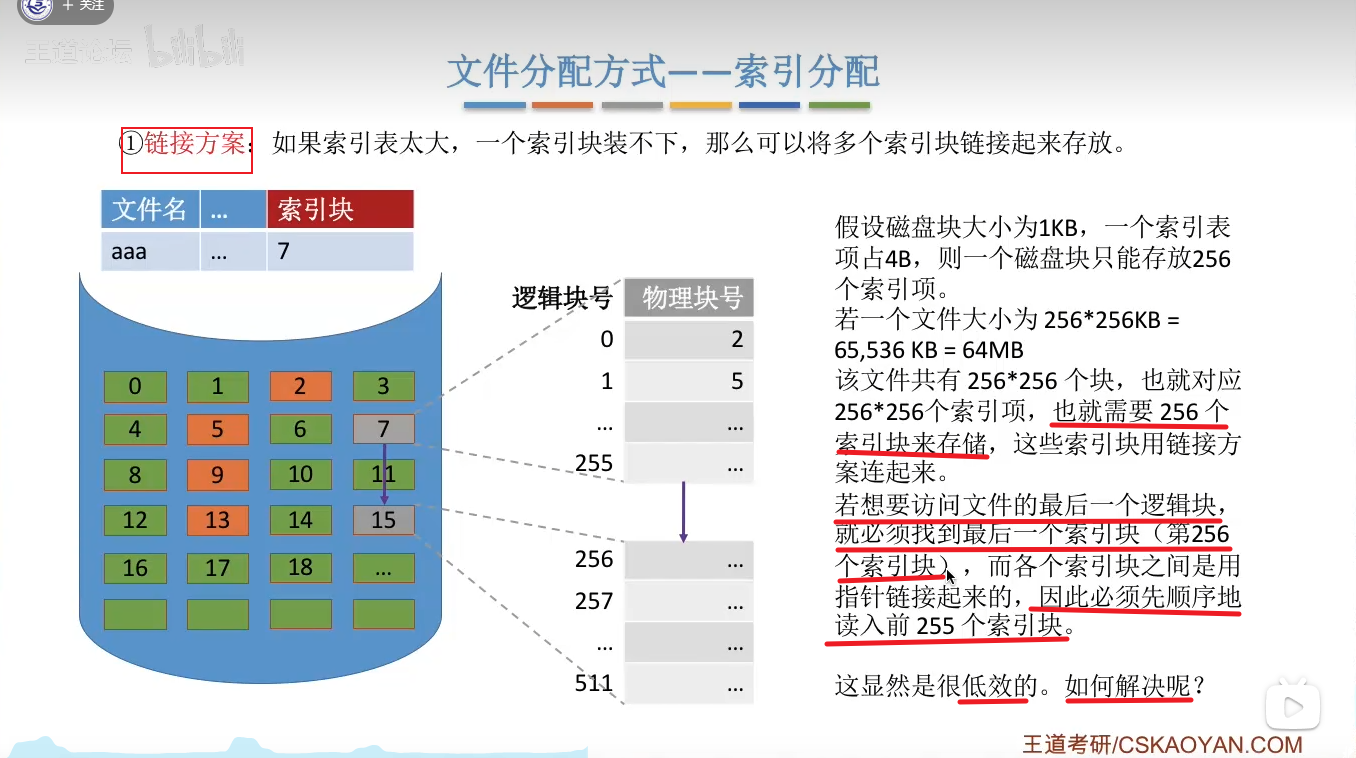 + 关注
王道论坛 bilibili
文件分配方式——索引分配
①链接方案：如果索引表太大，一个索引块装不下，那么可以将多个索引块链接起来存放。
文件名 ... 索引块
aaa ... 7
0 1 2 3
4 5 6 7
8 9 10 11
12 13 14 15
16 17 18 ...
逻辑块号 物理块号
0 2
1 5
... ...
255 ...
256 ...
257 ...
... ...
511 ...
假设磁盘块大小为1KB，一个索引表
项占4B，则一个磁盘块只能存放256
个索引项。
若一个文件大小为 256*256KB =
65,536 KB = 64MB
该文件共有 256*256 个块，也就对应
256*256个索引项，也就需要 256 个
索引块来存储，这些索引块用链接方
案连起来。
若想要访问文件的最后一个逻辑块，
就必须找到最后一个索引块（第256
个索引块），而各个索引块之间是用
指针链接起来的，因此必须先顺序地
读入前 255 个索引块。
这显然是很低效的。如何解决呢？
王道考研/CSKAOYAN.COM